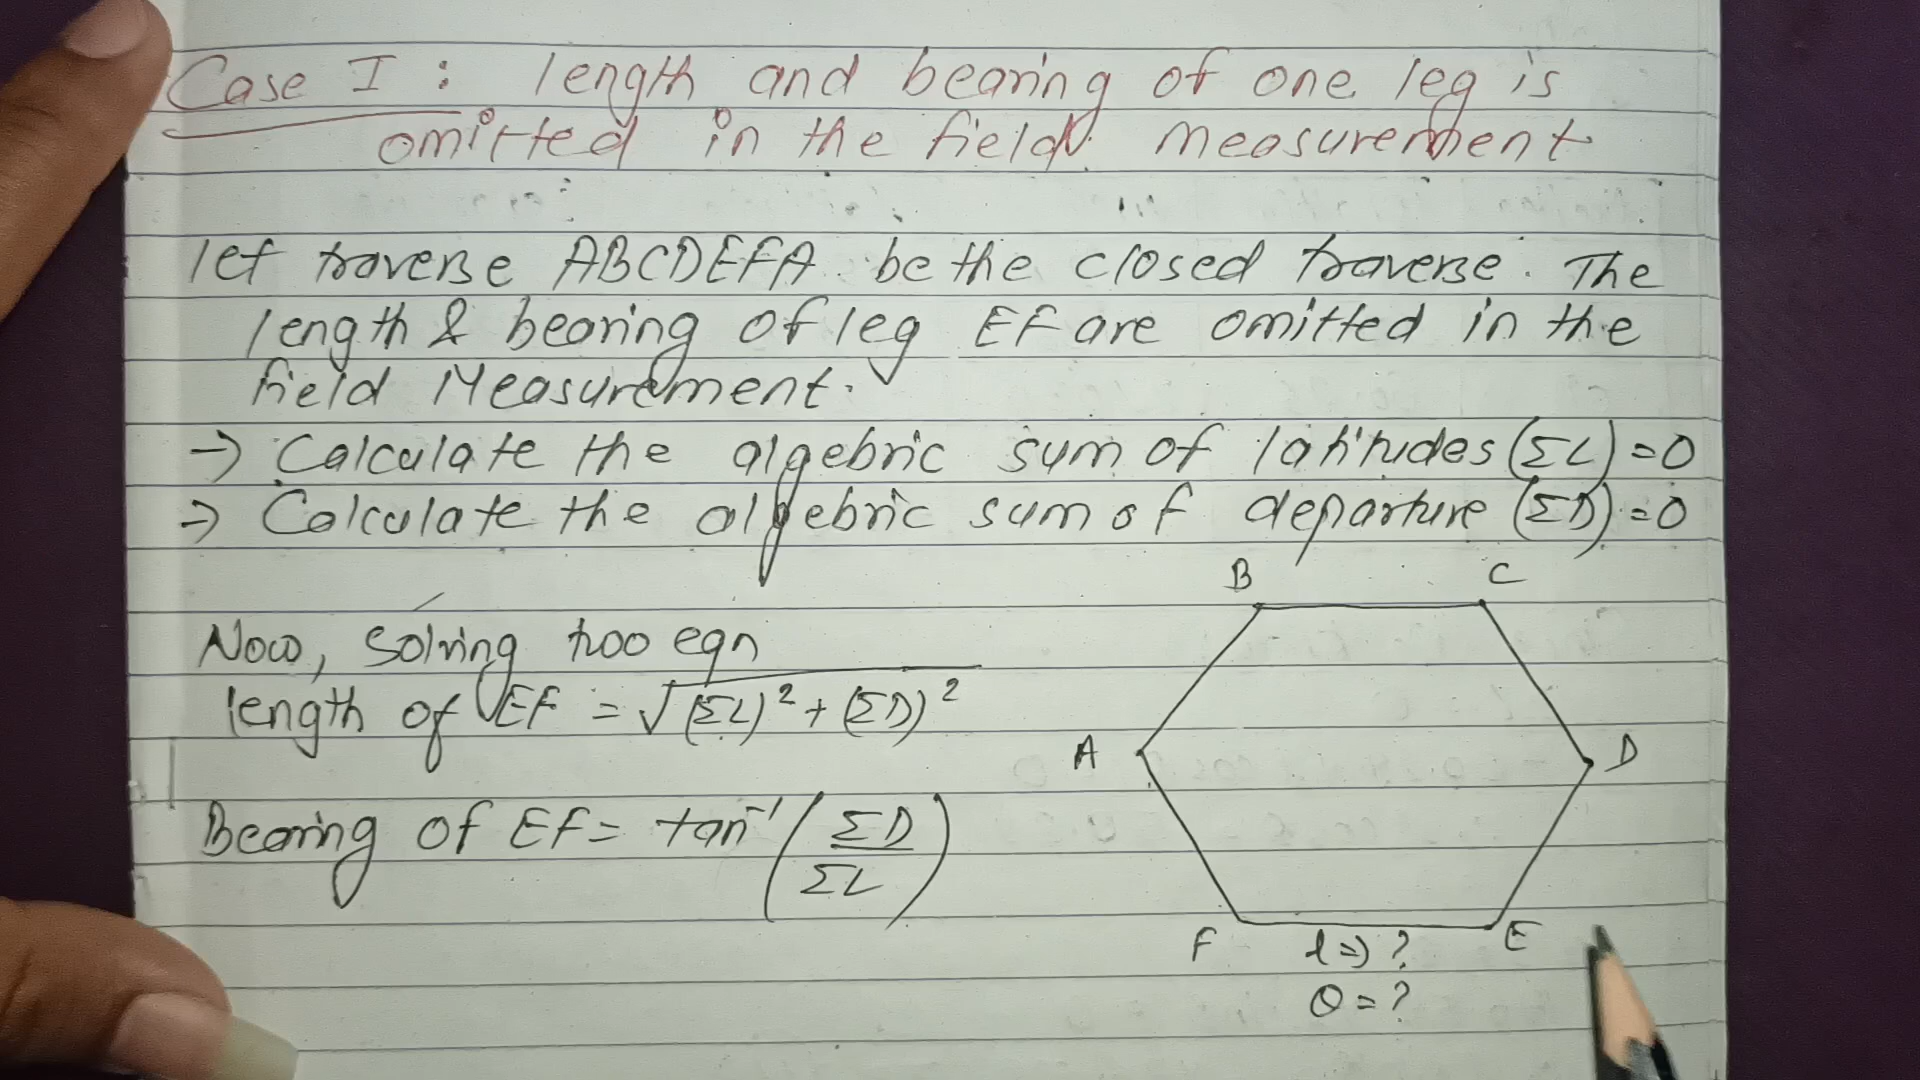 Case I : length and bearing of one leg is
omitted in the field measurement
let traverse ABCDEFA be the closed traverse. The
length & bearing of leg EF are omitted in the
field Measurement.
→ Calculate the algebric sum of latitudes (ΣL) = 0
→ Calculate the algebric sum of departure (ΣD) = 0
B C
Now, solving two eqn
length of EF = √(ΣL)² + (ΣD)²
A D
Bearing of EF = tan⁻¹ (ΣD/ΣL)
F l => ? E
θ = ?